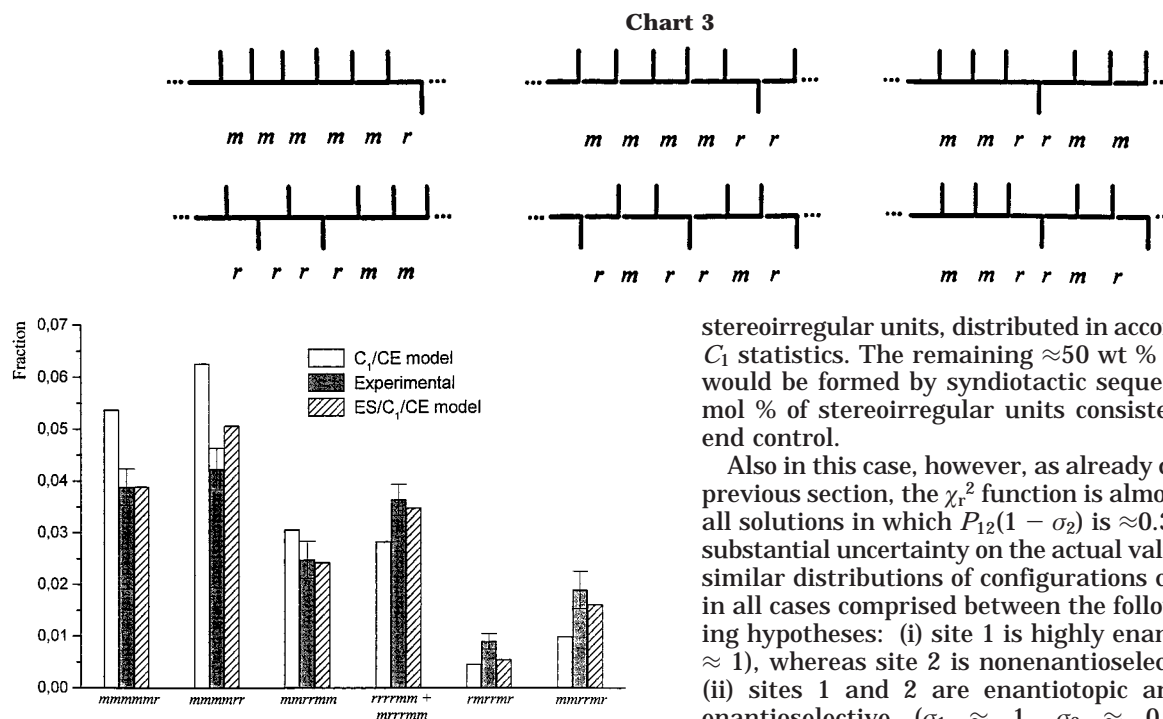 Chart 3
... ... ... ... ... ...
m m m m m r
m m m m r r
m m r r m m
... ... ... ... ... ...
r r r r m m
r m r r m r
m m r r m r
Fraction
0,07
0,06
0,05
0,04
0,03
0,02
0,01
0,00
C₁/CE model
Experimental
ES/C₁/CE model
mmmmmr
mmmmrr
mmrrmm
rrrrmm +
mrrrmm
rmrrmr
mmrrmr
stereoirregular units, distributed in accor
C₁ statistics. The remaining ≈50 wt %
would be formed by syndiotactic seque
mol % of stereoirregular units consiste
end control.
Also in this case, however, as already o
previous section, the χᵣ² function is almo
all solutions in which P₁₂(1 − σ₂) is ≈0.3
substantial uncertainty on the actual val
similar distributions of configurations o
in all cases comprised between the follow
ing hypotheses: (i) site 1 is highly enan
≈ 1), whereas site 2 is nonenantioselec
(ii) sites 1 and 2 are enantiotopic an